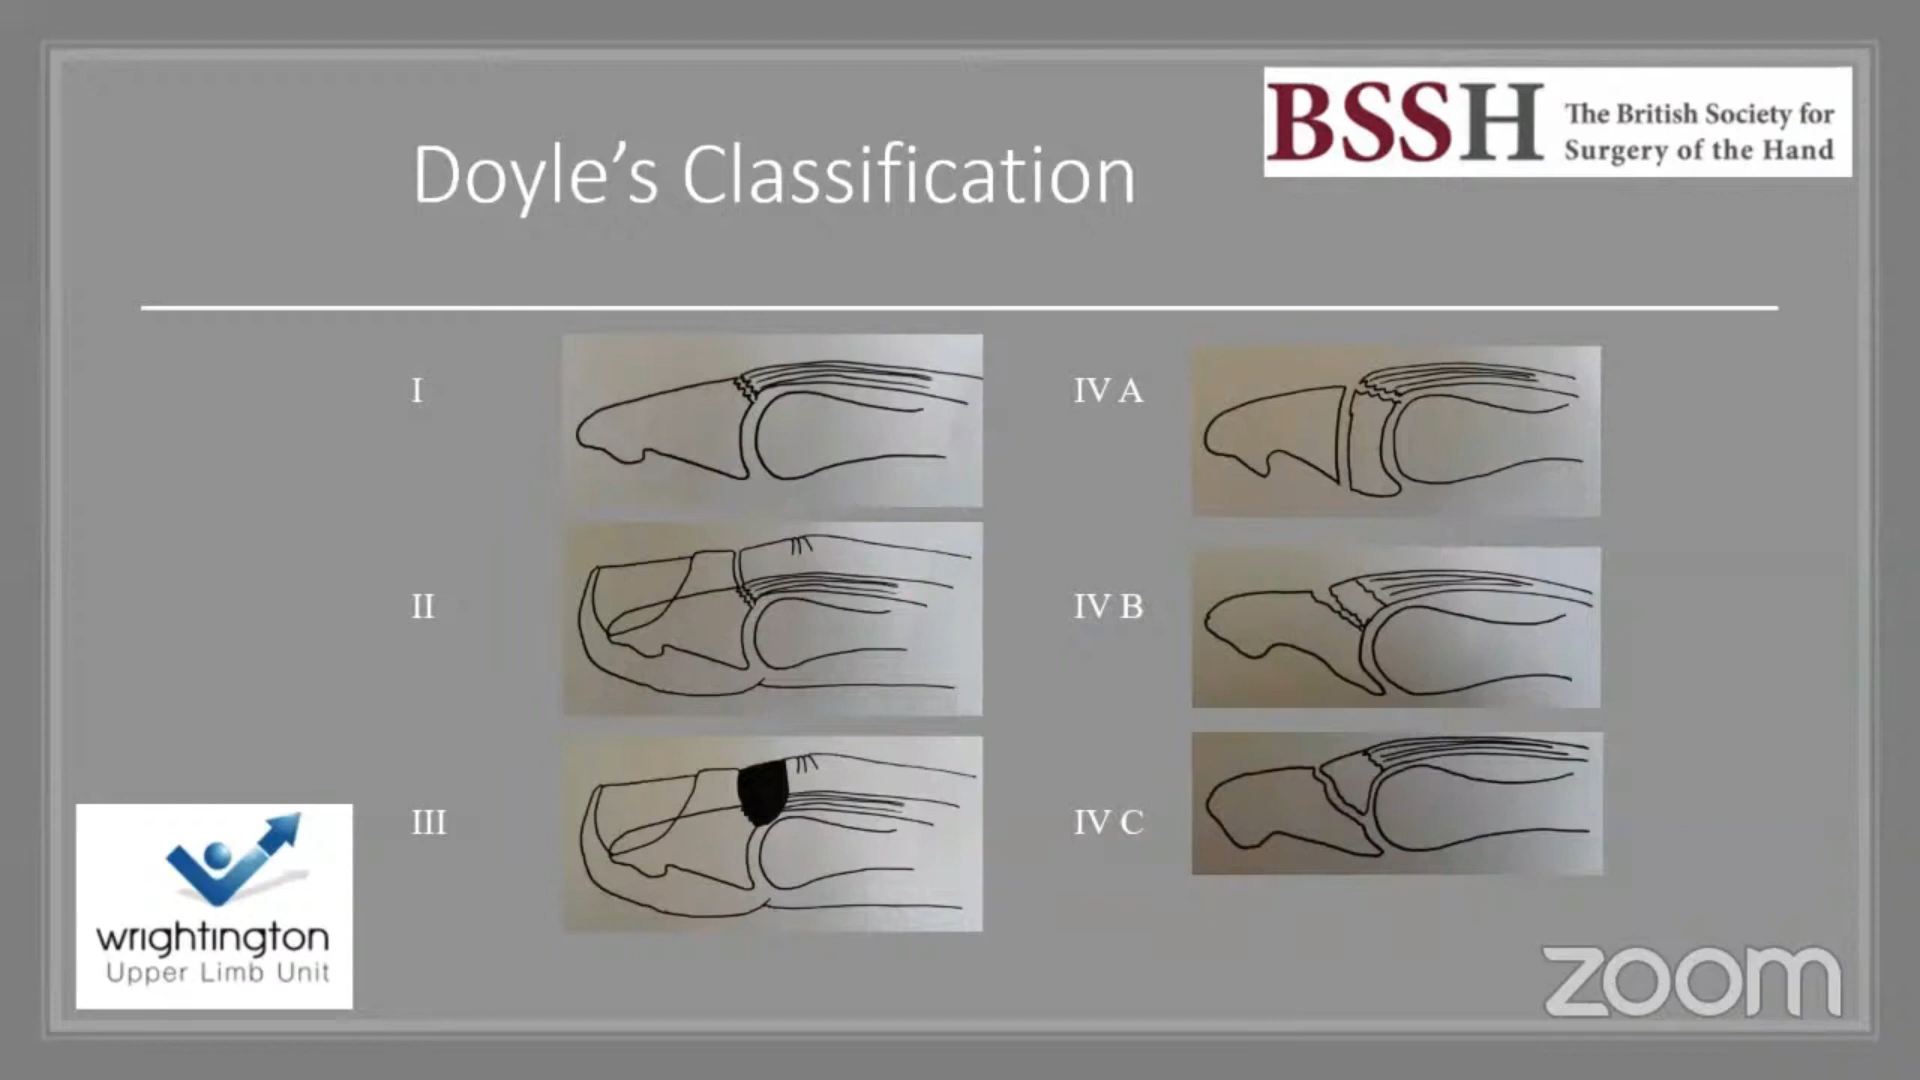 Doyle's Classification
BSSH
The British Society for
Surgery of the Hand
I
II
III
IV A
IV B
IV C
wrightington
Upper Limb Unit
zoom